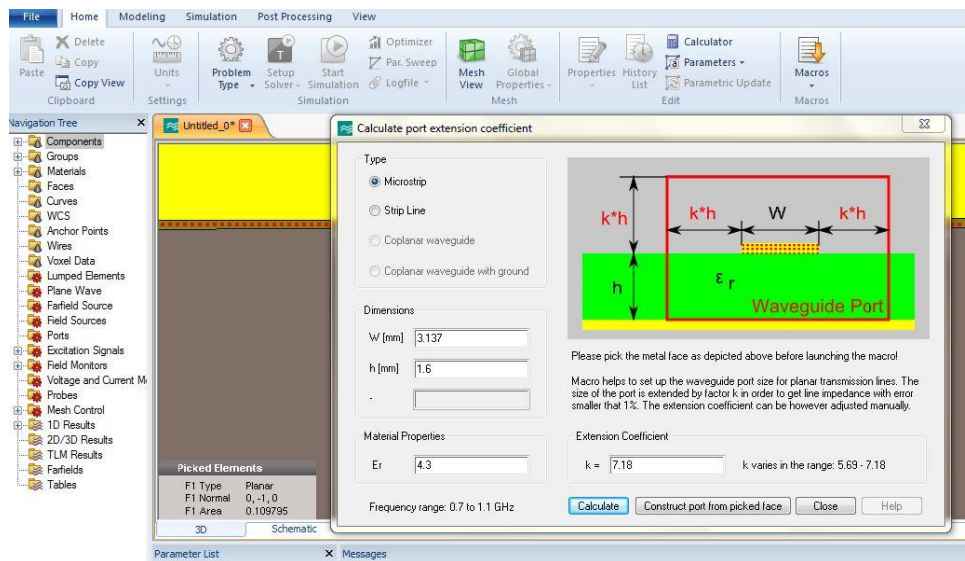 File Home Modeling Simulation Post Processing View
Paste
Delete
Copy
Copy View
Clipboard
Units
Settings
Problem Type
Setup Solver
Start Simulation
Optimizer
Par. Sweep
Logfile
Simulation
Mesh View
Global Properties
Mesh
Properties
History List
Calculator
Parameters
Parametric Update
Edit
Macros
Macros
Navigation Tree X
Components
Groups
Materials
Faces
Curves
WCS
Anchor Points
Wires
Voxel Data
Lumped Elements
Plane Wave
Farfield Source
Field Sources
Ports
Excitation Signals
Field Monitors
Voltage and Current M
Probes
Mesh Control
1D Results
2D/3D Results
TLM Results
Farfields
Tables
Untitled_0*
Picked Elements
F1 Type Planar
F1 Normal 0, -1, 0
F1 Area 0.109795
3D Schematic
Parameter List X Messages
Calculate port extension coefficient
Type
Microstrip
Strip Line
Coplanar waveguide
Coplanar waveguide with ground
Dimensions
W [mm] 3.137
h [mm] 1.6
-
Material Properties
Er 4.3
Frequency range: 0.7 to 1.1 GHz
k*h k*h W k*h
h εr
Waveguide Port
Please pick the metal face as depicted above before launching the macro!
Macro helps to set up the waveguide port size for planar transmission lines. The
size of the port is extended by factor k in order to get line impedance with error
smaller that 1%. The extension coefficient can be however adjusted manually.
Extension Coefficient
k = 7.18 k varies in the range: 5.69 - 7.18
Calculate Construct port from picked face Close Help